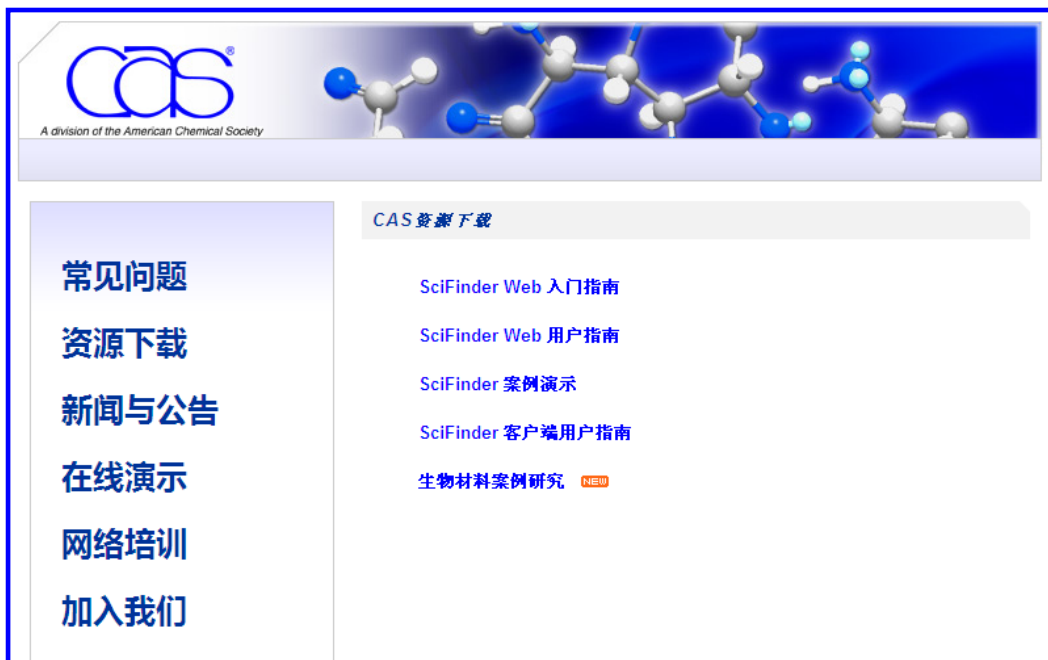 cas®
A division of the American Chemical Society
CAS资源下载
常见问题
资源下载
新闻与公告
在线演示
网络培训
加入我们
SciFinder Web 入门指南
SciFinder Web 用户指南
SciFinder 案例演示
SciFinder 客户端用户指南
生物材料案例研究 NEW